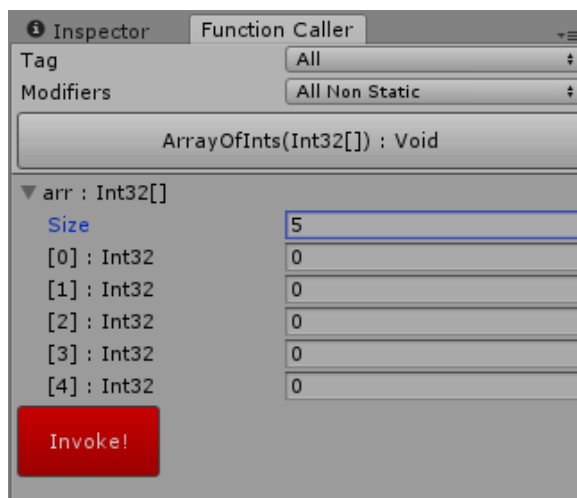 Inspector Function Caller
Tag All
Modifiers All Non Static
ArrayOfInts(Int32[]) : Void
arr : Int32[]
Size 5
[0] : Int32 0
[1] : Int32 0
[2] : Int32 0
[3] : Int32 0
[4] : Int32 0
Invoke!